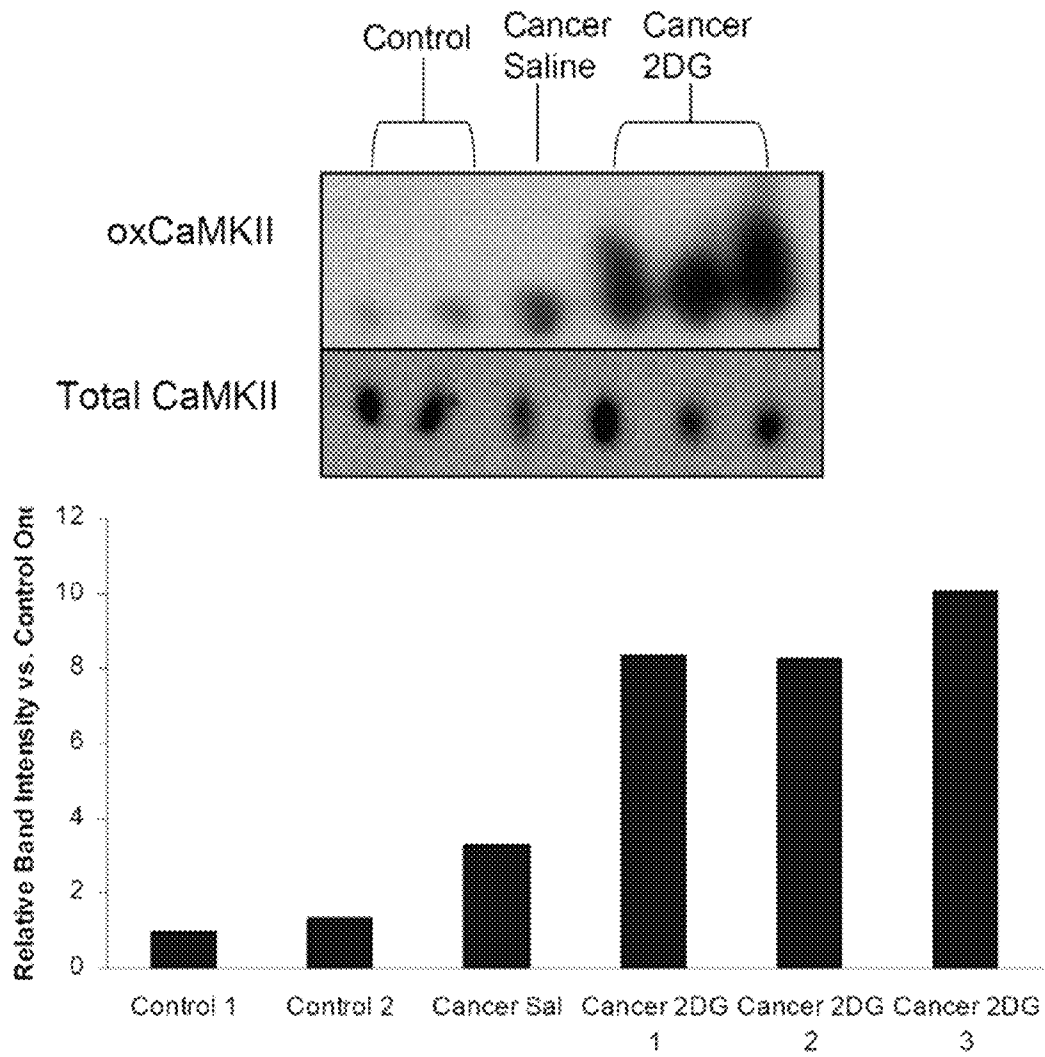 Control
Cancer
Saline
Cancer
2DG
oxCaMKII
Total CaMKII
Relative Band Intensity vs. Control One
12
10
8
6
4
2
0
Control 1
Control 2
Cancer Sal
Cancer 2DG
1
Cancer 2DG
2
Cancer 2DG
3